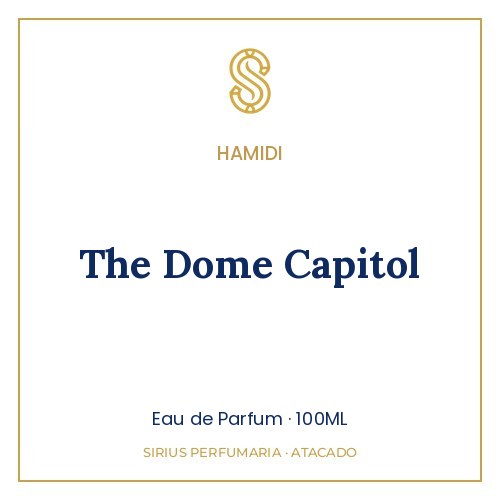 HAMIDI
The Dome Capitol
Eau de Parfum · 100ML
SIRIUS PERFUMARIA · ATACADO